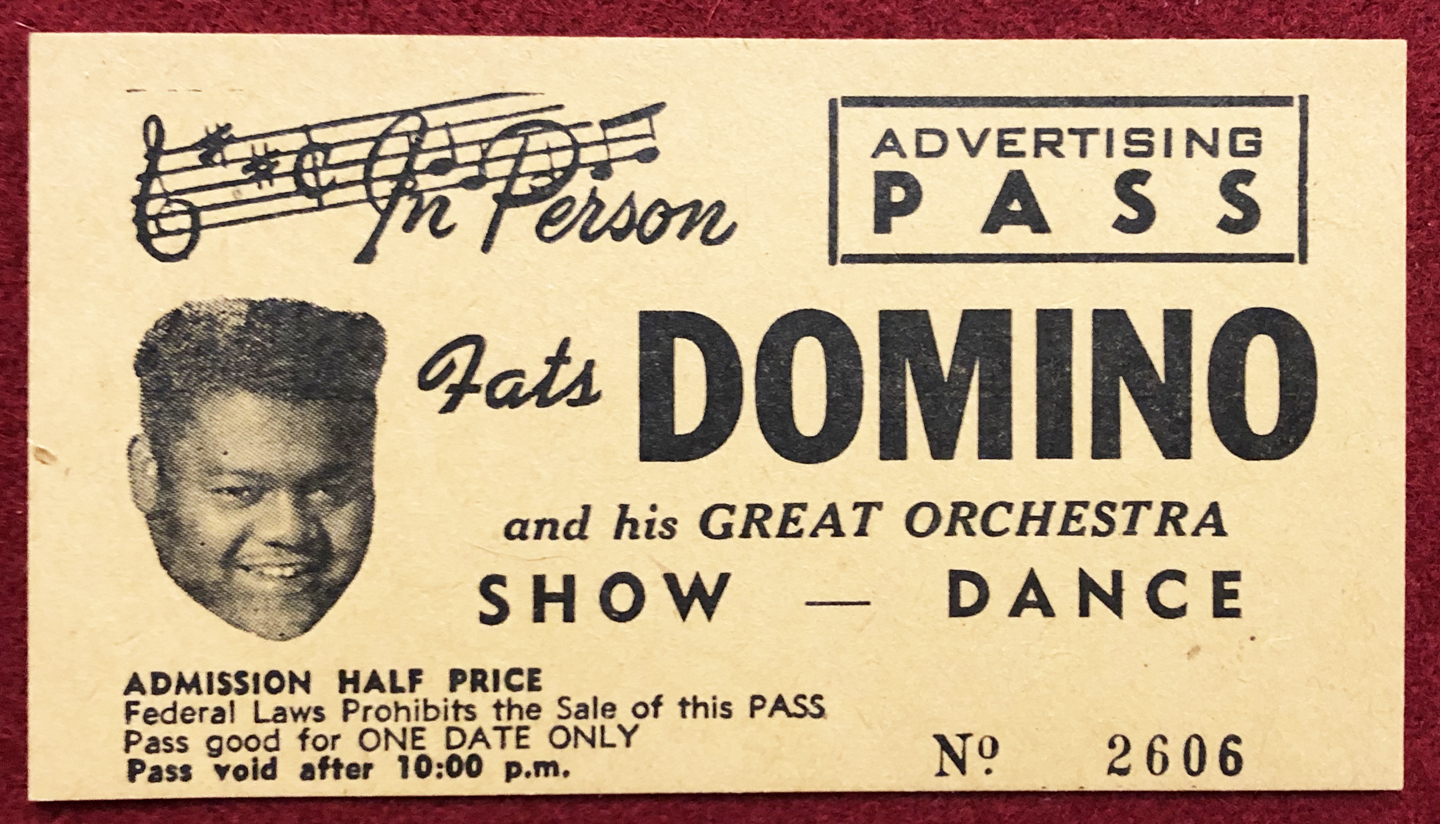 In Person
ADVERTISING
PASS
Fats DOMINO
and his GREAT ORCHESTRA
SHOW — DANCE
ADMISSION HALF PRICE
Federal Laws Prohibits the Sale of this PASS
Pass good for ONE DATE ONLY
Pass void after 10:00 p.m.
Nº 2606